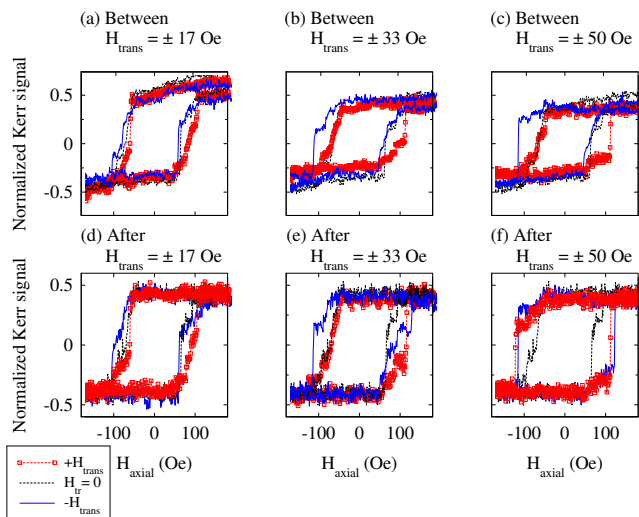 (a) Between
H_trans = ± 17 Oe
(b) Between
H_trans = ± 33 Oe
(c) Between
H_trans = ± 50 Oe
Normalized Kerr signal
0.5
0
-0.5
(d) After
H_trans = ± 17 Oe
(e) After
H_trans = ± 33 Oe
(f) After
H_trans = ± 50 Oe
Normalized Kerr signal
0.5
0
-0.5
-100 0 100
-100 0 100
-100 0 100
H_axial (Oe)
H_axial (Oe)
H_axial (Oe)
+H_trans
H_tr = 0
-H_trans